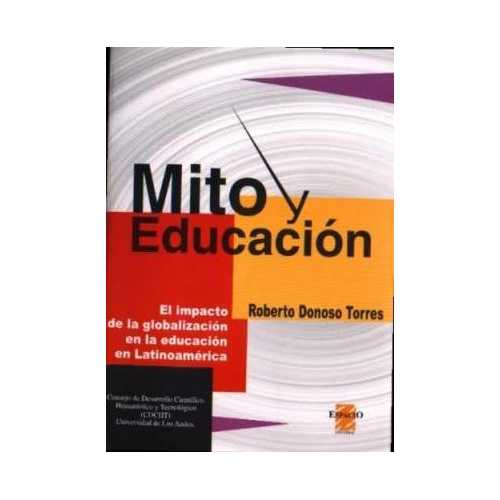 Mito y
Educación
Roberto Donoso Torres
El impacto
de la globalización
en la educación
en Latinoamérica
Consejo de Desarrollo Científico,
Humanístico y Tecnológico
(CDCHT)
Universidad de Los Andes
ESPACIO
EDITORIAL